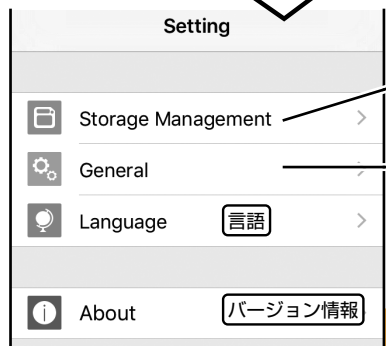 Setting
Storage Management
General
Language 言語
About バージョン情報